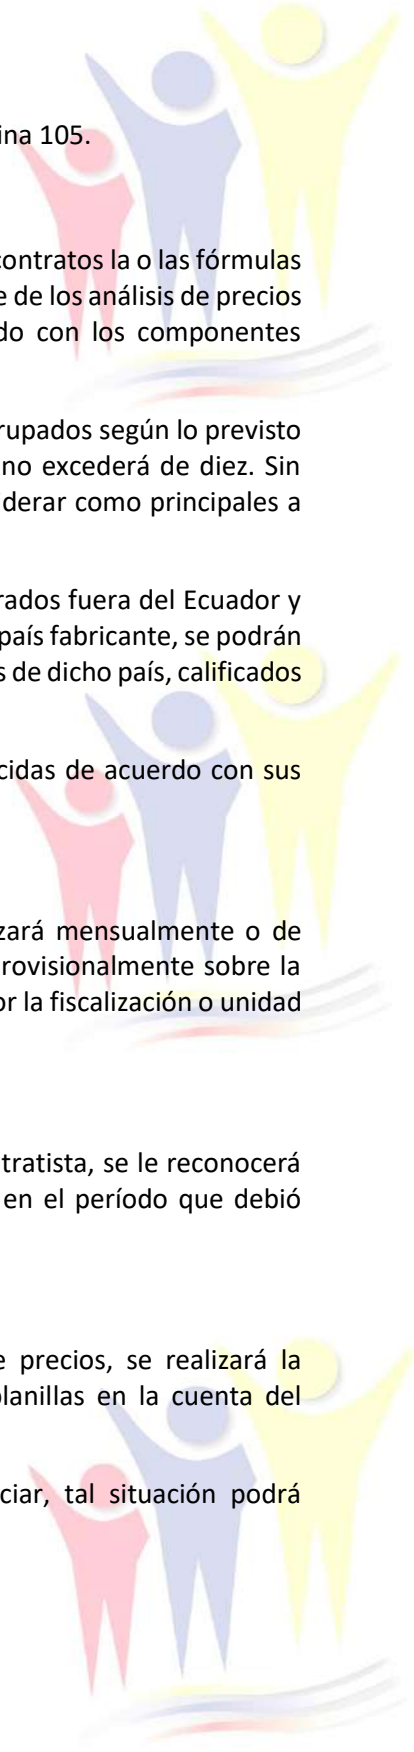 ina 105.
contratos la o las fórmulas
e de los análisis de precios
do con los componentes
rupados según lo previsto
no excederá de diez. Sin
derar como principales a
rados fuera del Ecuador y
país fabricante, se podrán
s de dicho país, calificados
cidas de acuerdo con sus
zará mensualmente o de
rovisionalmente sobre la
or la fiscalización o unidad
tratista, se le reconocerá
en el período que debió
e precios, se realizará la
planillas en la cuenta del
ciar, tal situación podrá